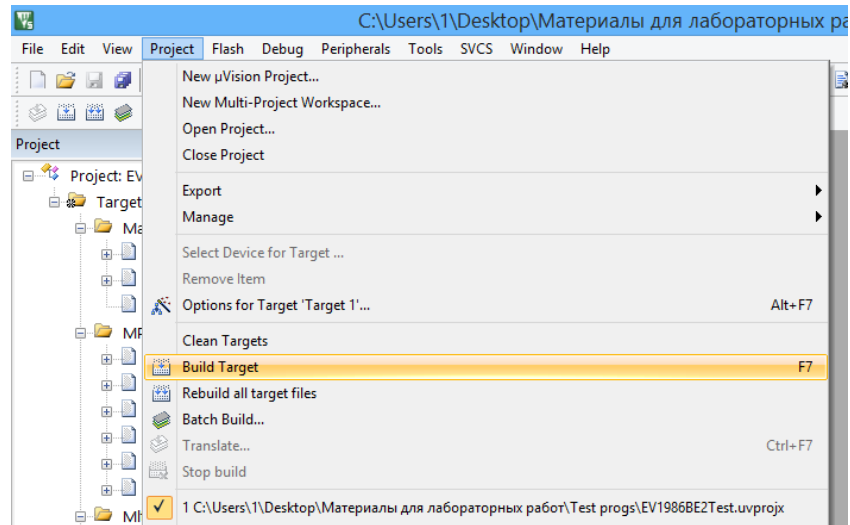 C:\Users\1\Desktop\Материалы для лабораторных ра
File Edit View Project Flash Debug Peripherals Tools SVCS Window Help
New µVision Project...
New Multi-Project Workspace...
Open Project...
Close Project
Project
Project: EV
Export
Target
Manage
Ma
Select Device for Target ...
Remove Item
Options for Target 'Target 1'... Alt+F7
MP
Clean Targets
Build Target F7
Rebuild all target files
Batch Build...
Translate... Ctrl+F7
Stop build
1 C:\Users\1\Desktop\Материалы для лабораторных работ\Test progs\EV1986BE2Test.uvprojx